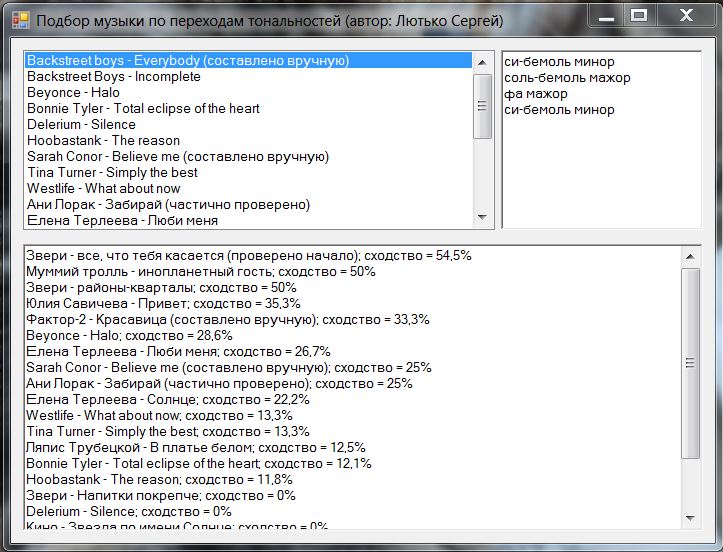 Подбор музыки по переходам тональностей (автор: Лютько Сергей)
Backstreet boys - Everybody (составлено вручную)
Backstreet Boys - Incomplete
Beyonce - Halo
Bonnie Tyler - Total eclipse of the heart
Delerium - Silence
Hoobastank - The reason
Sarah Conor - Believe me (составлено вручную)
Tina Turner - Simply the best
Westlife - What about now
Ани Лорак - Забирай (частично проверено)
Елена Терлеева - Люби меня
си-бемоль минор
соль-бемоль мажор
фа мажор
си-бемоль минор
Звери - все, что тебя касается (проверено начало); сходство = 54,5%
Муммий тролль - инопланетный гость; сходство = 50%
Звери - районы-кварталы; сходство = 50%
Юлия Савичева - Привет; сходство = 35,3%
Фактор-2 - Красавица (составлено вручную); сходство = 33,3%
Beyonce - Halo; сходство = 28,6%
Елена Терлеева - Люби меня; сходство = 26,7%
Sarah Conor - Believe me (составлено вручную); сходство = 25%
Ани Лорак - Забирай (частично проверено); сходство = 25%
Елена Терлеева - Солнце; сходство = 22,2%
Westlife - What about now; сходство = 13,3%
Tina Turner - Simply the best; сходство = 13,3%
Ляпис Трубецкой - В платье белом; сходство = 12,5%
Bonnie Tyler - Total eclipse of the heart; сходство = 12,1%
Hoobastank - The reason; сходство = 11,8%
Звери - Напитки покрепче; сходство = 0%
Delerium - Silence; сходство = 0%
Кино - Звезда по имени Солнце; сходство = 0%